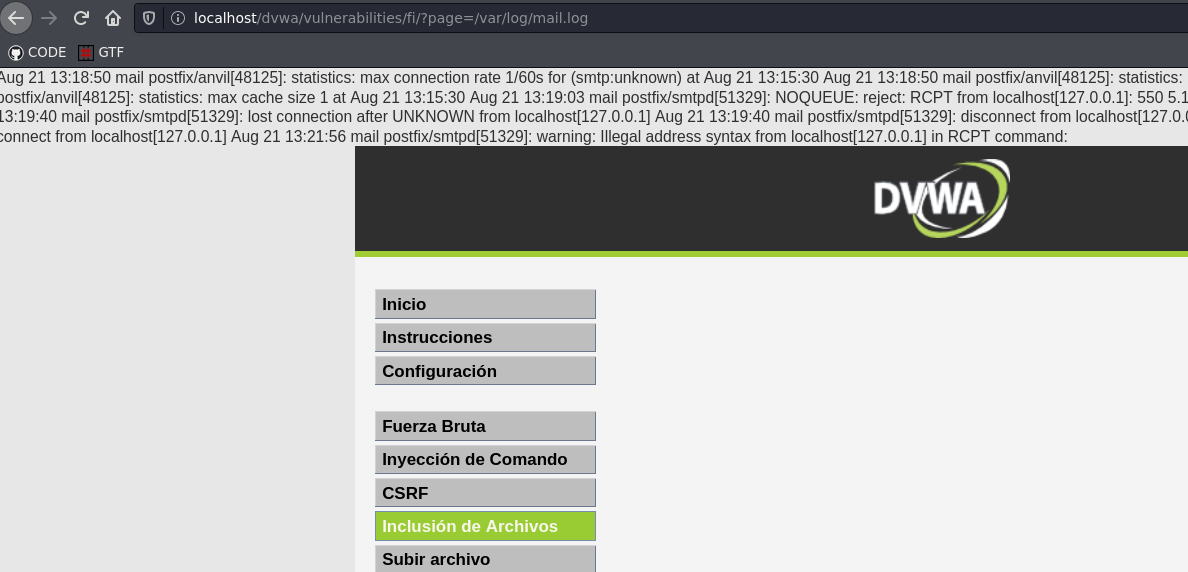 localhost/dvwa/vulnerabilities/fi/?page=/var/log/mail.log
CODE GTF
Aug 21 13:18:50 mail postfix/anvil[48125]: statistics: max connection rate 1/60s for (smtp:unknown) at Aug 21 13:15:30 Aug 21 13:18:50 mail postfix/anvil[48125]: statistics:
postfix/anvil[48125]: statistics: max cache size 1 at Aug 21 13:15:30 Aug 21 13:19:03 mail postfix/smtpd[51329]: NOQUEUE: reject: RCPT from localhost[127.0.0.1]: 550 5.1
13:19:40 mail postfix/smtpd[51329]: lost connection after UNKNOWN from localhost[127.0.0.1] Aug 21 13:19:40 mail postfix/smtpd[51329]: disconnect from localhost[127.0.0
connect from localhost[127.0.0.1] Aug 21 13:21:56 mail postfix/smtpd[51329]: warning: Illegal address syntax from localhost[127.0.0.1] in RCPT command:
DVWA
Inicio
Instrucciones
Configuración
Fuerza Bruta
Inyección de Comando
CSRF
Inclusión de Archivos
Subir archivo